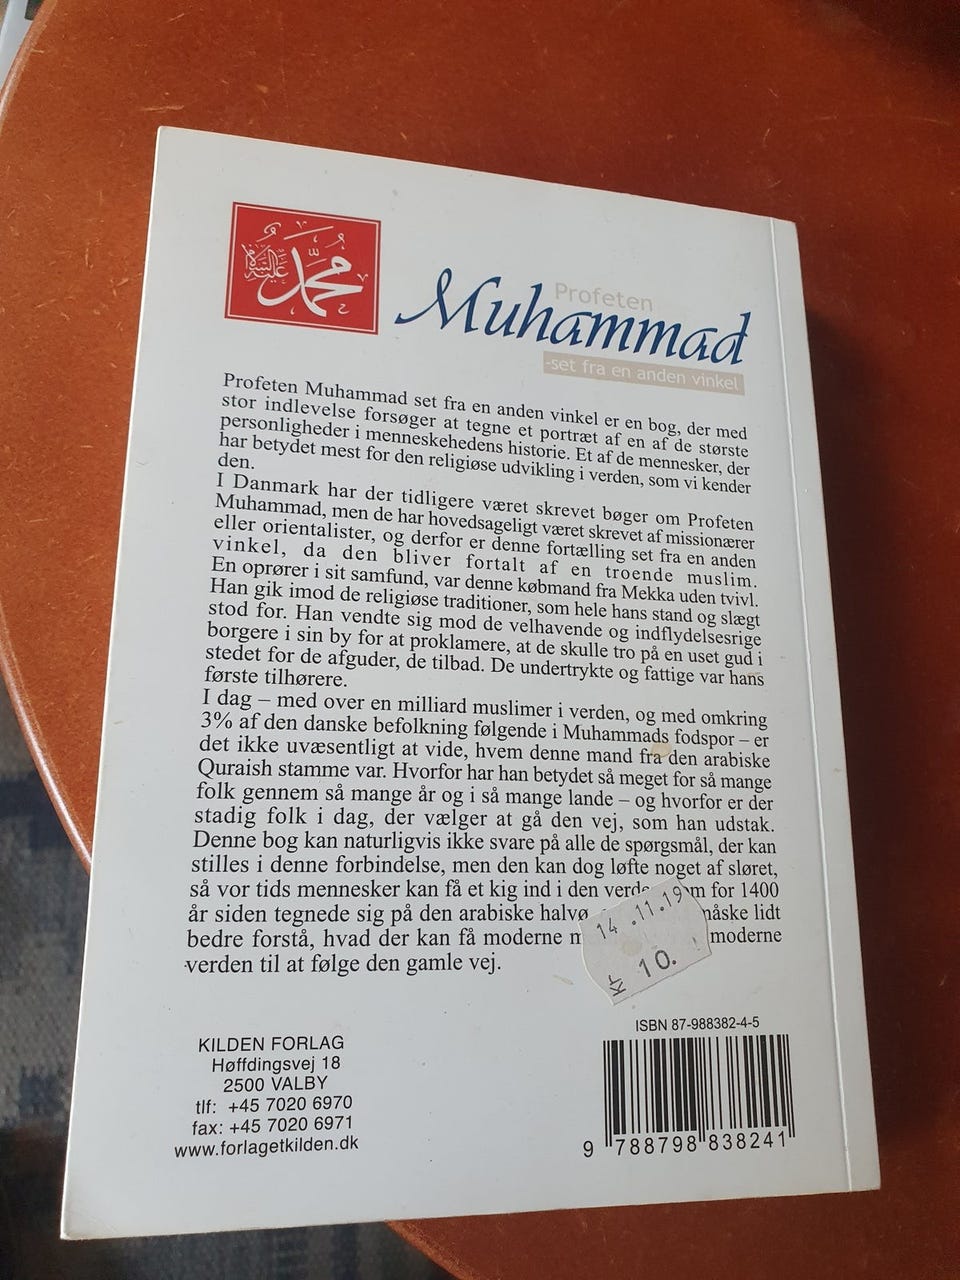 محمد
عليه السلام
Profeten
Muhammad
-set fra en anden vinkel
Profeten Muhammad set fra en anden vinkel er en bog, der med
stor indlevelse forsøger at tegne et portræt af en af de største
personligheder i menneskehedens historie. Et af de mennesker, der
har betydet mest for den religiøse udvikling i verden, som vi kender
den.
I Danmark har der tidligere været skrevet bøger om Profeten
Muhammad, men de har hovedsageligt været skrevet af missionærer
eller orientalister, og derfor er denne fortælling set fra en anden
vinkel, da den bliver fortalt af en troende muslim.
En oprører i sit samfund, var denne købmand fra Mekka uden tvivl.
Han gik imod de religiøse traditioner, som hele hans stand og slægt
stod for. Han vendte sig mod de velhavende og indflydelsesrige
borgere i sin by for at proklamere, at de skulle tro på en uset gud i
stedet for de afguder, de tilbad. De undertrykte og fattige var hans
første tilhørere.
I dag – med over en milliard muslimer i verden, og med omkring
3% af den danske befolkning følgende i Muhammads fodspor – er
det ikke uvæsentligt at vide, hvem denne mand fra den arabiske
Quraish stamme var. Hvorfor har han betydet så meget for så mange
folk gennem så mange år og i så mange lande – og hvorfor er der
stadig folk i dag, der vælger at gå den vej, som han udstak.
Denne bog kan naturligvis ikke svare på alle de spørgsmål, der kan
stilles i denne forbindelse, men den kan dog løfte noget af sløret,
så vor tids mennesker kan få et kig ind i den for 1400
år siden tegnede sig på den arabiske måske lidt
bedre forstå, hvad der kan få moderne moderne
verden til at følge den gamle vej.
14.11.19
Kr 10.
KILDEN FORLAG
Høffdingsvej 18
2500 VALBY
tlf: +45 7020 6970
fax: +45 7020 6971
www.forlagetkilden.dk
ISBN 87-988382-4-5
9 788798 838241